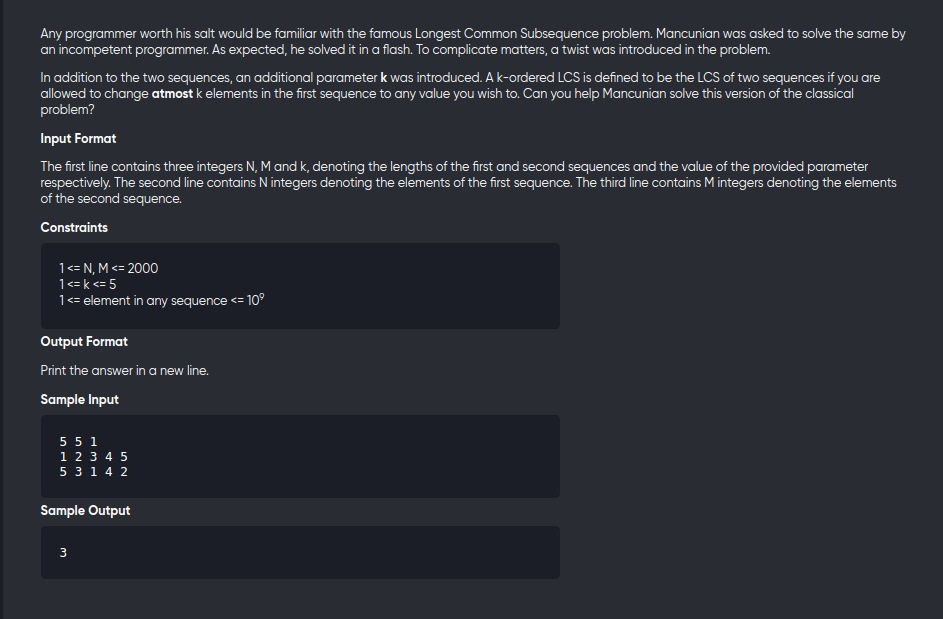 Any programmer worth his salt would be familiar with the famous Longest Common Subsequence problem. Mancunian was asked to solve the same by
an incompetent programmer. As expected, he solved it in a flash. To complicate matters, a twist was introduced in the problem.
In addition to the two sequences, an additional parameter k was introduced. A k-ordered LCS is defined to be the LCS of two sequences if you are
allowed to change atmost k elements in the first sequence to any value you wish to. Can you help Mancunian solve this version of the classical
problem?
Input Format
The first line contains three integers N, M and k, denoting the lengths of the first and second sequences and the value of the provided parameter
respectively. The second line contains N integers denoting the elements of the first sequence. The third line contains M integers denoting the elements
of the second sequence.
Constraints
1 <= N, M <= 2000
1 <= k <= 5
1 <= element in any sequence <= 10⁹
Output Format
Print the answer in a new line.
Sample Input
5 5 1
1 2 3 4 5
5 3 1 4 2
Sample Output
3